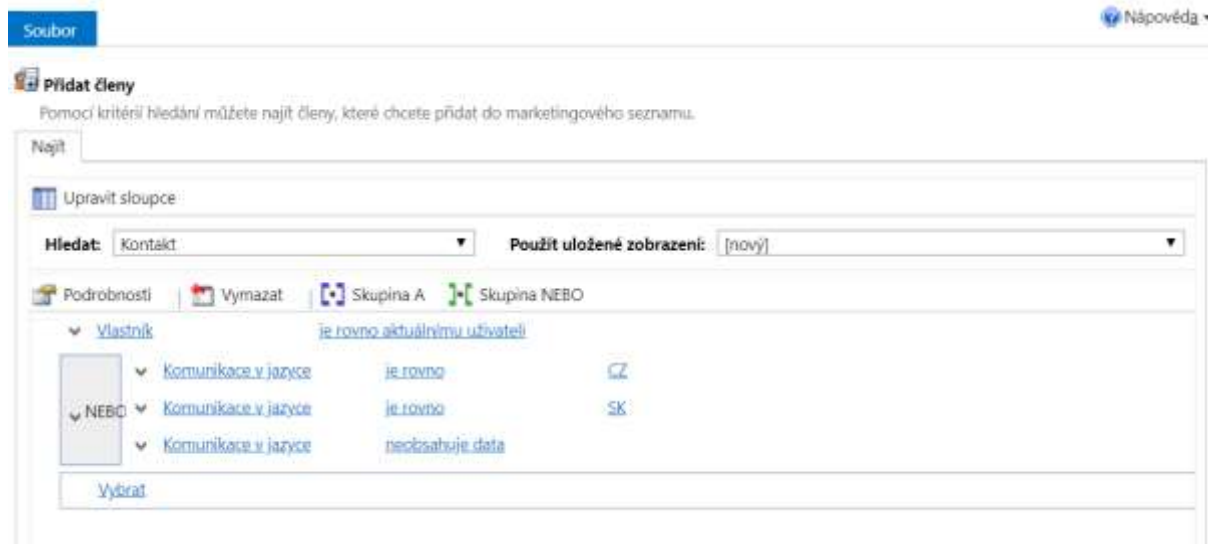 Soubor
Nápověda
Přidat členy
Pomocí kritérií hledání můžete najít členy, které chcete přidat do marketingového seznamu.
Najít
Upravit sloupce
Hledat: Kontakt Použít uložené zobrazení: [nový]
Podrobnosti Vymazat Skupina A Skupina NEBO
Vlastník je rovno aktuálnímu uživateli
Komunikace v jazyce je rovno CZ
NEBO Komunikace v jazyce je rovno SK
Komunikace v jazyce neobsahuje data
Vybrat